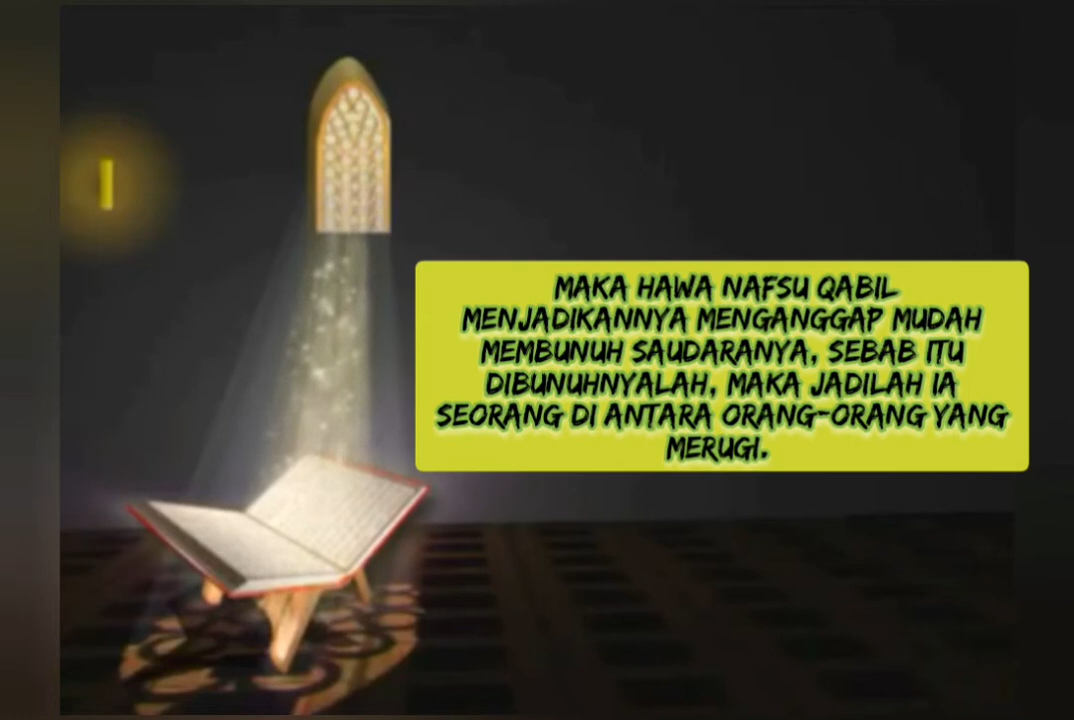 MAKA HAWA NAFSU QABIL
MENJADIKANNYA MENGANGGAP MUDAH
MEMBUNUH SAUDARANYA, SEBAB ITU
DIBUNUHNYALAH, MAKA JADILAH IA
SEORANG DI ANTARA ORANG-ORANG YANG
MERUGI.